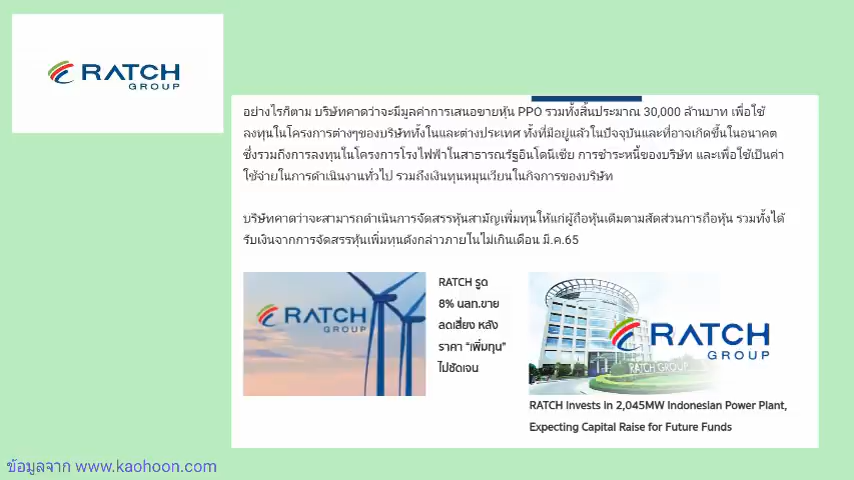 RATCH
GROUP
อย่างไรก็ตาม บริษัทคาดว่าจะมีมูลค่าการเสนอขายหุ้น PPO รวมทั้งสิ้นประมาณ 30,000 ล้านบาท เพื่อใช้
ลงทุนในโครงการต่างๆของบริษัททั้งในและต่างประเทศ ทั้งที่มีอยู่แล้วในปัจจุบันและที่อาจเกิดขึ้นในอนาคต
ซึ่งรวมถึงการลงทุนในโครงการโรงไฟฟ้าในสาธารณรัฐอินโดนีเซีย การชำระหนี้ของบริษัท และเพื่อใช้เป็นค่า
ใช้จ่ายในการดำเนินงานทั่วไป รวมถึงเงินทุนหมุนเวียนในกิจการของบริษัท
บริษัทคาดว่าจะสามารถดำเนินการจัดสรรหุ้นสามัญเพิ่มทุนให้แก่ผู้ถือหุ้นเดิมตามสัดส่วนการถือหุ้น รวมทั้งได้
รับเงินจากการจัดสรรหุ้นเพิ่มทุนดังกล่าวภายในไม่เกินเดือน มี.ค.65
RATCH
GROUP
RATCH รูด
8% นลท.ขาย
ลดเสี่ยง หลัง
ราคา “เพิ่มทุน”
ไม่ชัดเจน
RATCH
GROUP
RATCH GROUP
RATCH Invests in 2,045MW Indonesian Power Plant,
Expecting Capital Raise for Future Funds
ข้อมูลจาก www.kaohoon.com